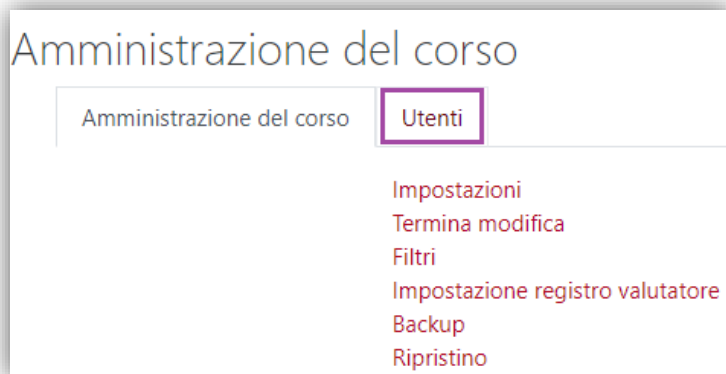 Amministrazione del corso
Amministrazione del corso Utenti
Impostazioni
Termina modifica
Filtri
Impostazione registro valutatore
Backup
Ripristino